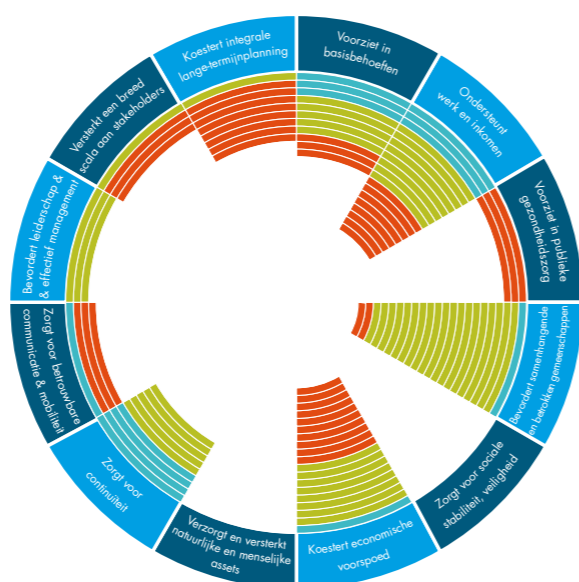 Voorziet in
basisbehoeften
Ondersteunt
werk en inkomen
Voorziet in publieke
gezondheidszorg
Bevordert samenhangende
en betrokken gemeenschappen
Zorgt voor sociale
stabiliteit, veiligheid
Koestert economische
voorspoed
Verzorgt en versterkt
natuurlijke en menselijke
assets
Zorgt voor
continuïteit
Zorgt voor betrouwbare
communicatie & mobiliteit
Bevordert leiderschap &
& effectief management
Versterkt een breed
scala aan stakeholders
Koestert integrale
lange-termijnplanning